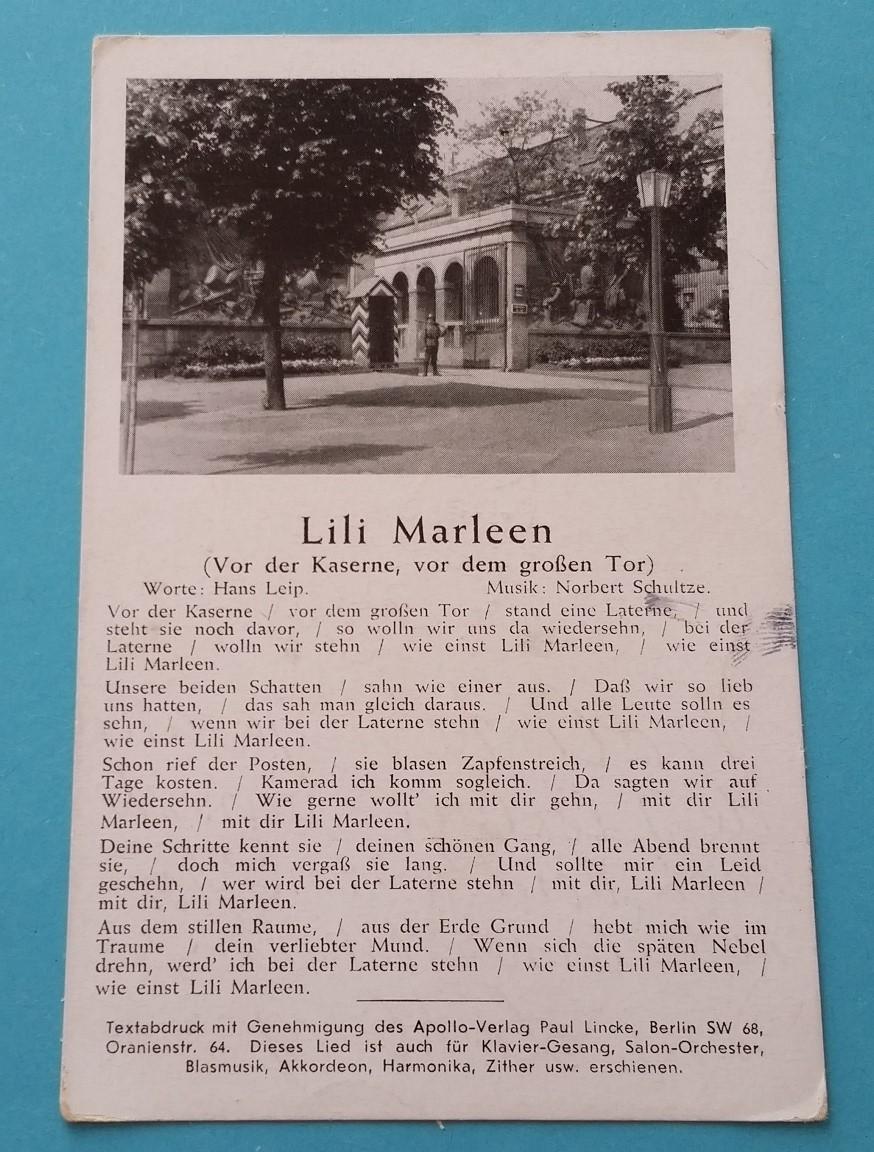 Lili Marleen
(Vor der Kaserne, vor dem großen Tor)
Worte: Hans Leip. Musik: Norbert Schultze.
Vor der Kaserne / vor dem großen Tor / stand eine Laterne, / und
steht sie noch davor, / so wolln wir uns da wiedersehn, / bei der
Laterne / wolln wir stehn / wie einst Lili Marleen, / wie einst
Lili Marleen.
Unsere beiden Schatten / sahn wie einer aus. / Daß wir so lieb
uns hatten, / das sah man gleich daraus. / Und alle Leute solln es
sehn, / wenn wir bei der Laterne stehn / wie einst Lili Marleen, /
wie einst Lili Marleen.
Schon rief der Posten, / sie blasen Zapfenstreich, / es kann drei
Tage kosten. / Kamerad ich komm sogleich. / Da sagten wir auf
Wiedersehn. / Wie gerne wollt' ich mit dir gehn, / mit dir Lili
Marleen, / mit dir Lili Marleen.
Deine Schritte kennt sie / deinen schönen Gang, / alle Abend brennt
sie, / doch mich vergaß sie lang. / Und sollte mir ein Leid
geschehn, / wer wird bei der Laterne stehn / mit dir, Lili Marleen /
mit dir, Lili Marleen.
Aus dem stillen Raume, / aus der Erde Grund / hebt mich wie im
Traume / dein verliebter Mund. / Wenn sich die späten Nebel
drehn, werd' ich bei der Laterne stehn / wie einst Lili Marleen, /
wie einst Lili Marleen.
Textabdruck mit Genehmigung des Apollo-Verlag Paul Lincke, Berlin SW 68,
Oranienstr. 64. Dieses Lied ist auch für Klavier-Gesang, Salon-Orchester,
Blasmusik, Akkordeon, Harmonika, Zither usw. erschienen.